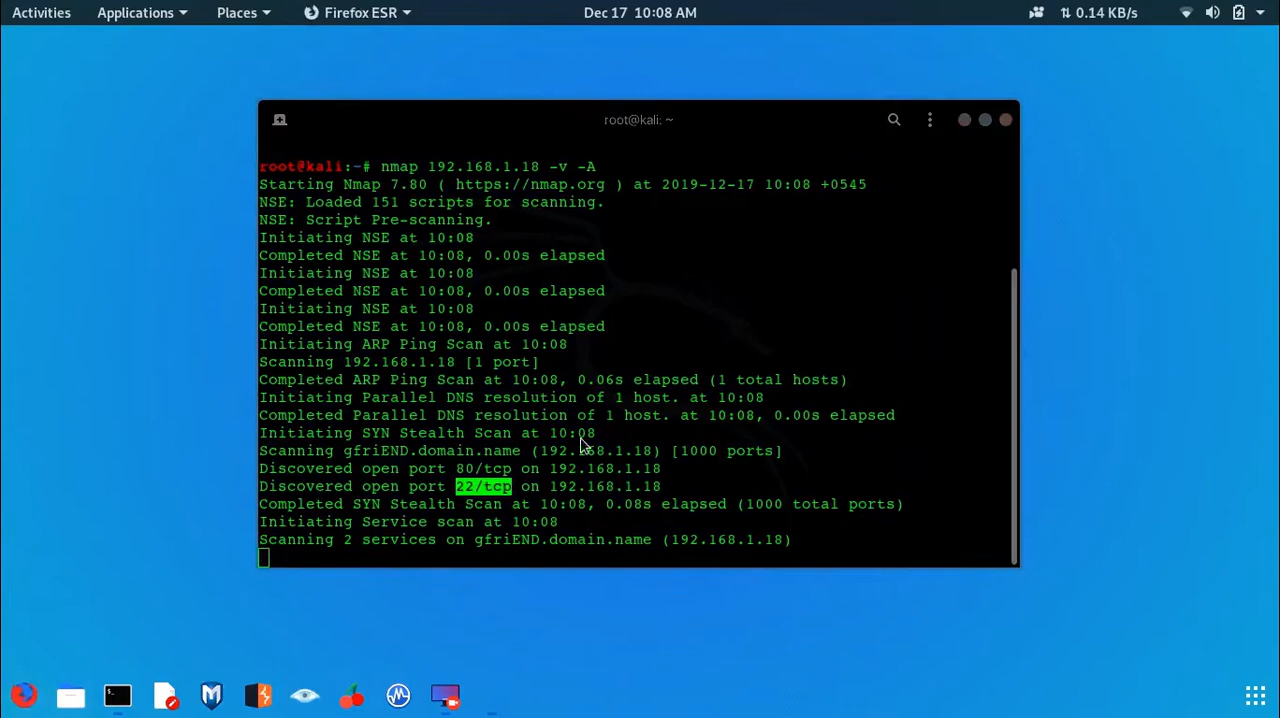 Activities Applications Places Firefox ESR Dec 17 10:08 AM 0.14 KB/s
root@kali: ~
root@kali:~# nmap 192.168.1.18 -v -A
Starting Nmap 7.80 ( https://nmap.org ) at 2019-12-17 10:08 +0545
NSE: Loaded 151 scripts for scanning.
NSE: Script Pre-scanning.
Initiating NSE at 10:08
Completed NSE at 10:08, 0.00s elapsed
Initiating NSE at 10:08
Completed NSE at 10:08, 0.00s elapsed
Initiating NSE at 10:08
Completed NSE at 10:08, 0.00s elapsed
Initiating ARP Ping Scan at 10:08
Scanning 192.168.1.18 [1 port]
Completed ARP Ping Scan at 10:08, 0.06s elapsed (1 total hosts)
Initiating Parallel DNS resolution of 1 host. at 10:08
Completed Parallel DNS resolution of 1 host. at 10:08, 0.00s elapsed
Initiating SYN Stealth Scan at 10:08
Scanning gfriEND.domain.name (192.168.1.18) [1000 ports]
Discovered open port 80/tcp on 192.168.1.18
Discovered open port 22/tcp on 192.168.1.18
Completed SYN Stealth Scan at 10:08, 0.08s elapsed (1000 total ports)
Initiating Service scan at 10:08
Scanning 2 services on gfriEND.domain.name (192.168.1.18)